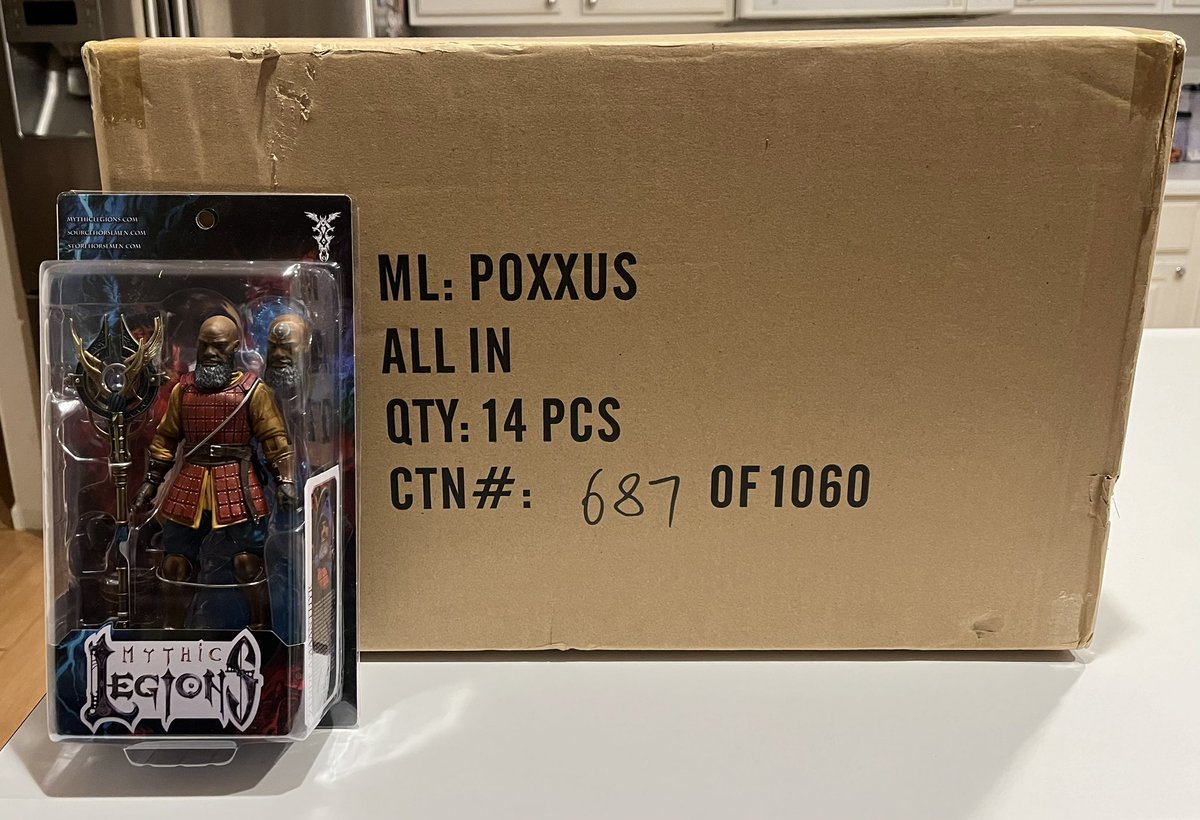 MYTHICLEGIONS.COM
SOURCEHORSEMEN.COM
STOREHORSEMEN.COM
MYTHIC
LEGIONS
ML: POXXUS
ALL IN
QTY: 14 PCS
CTN#: 687 OF 1060